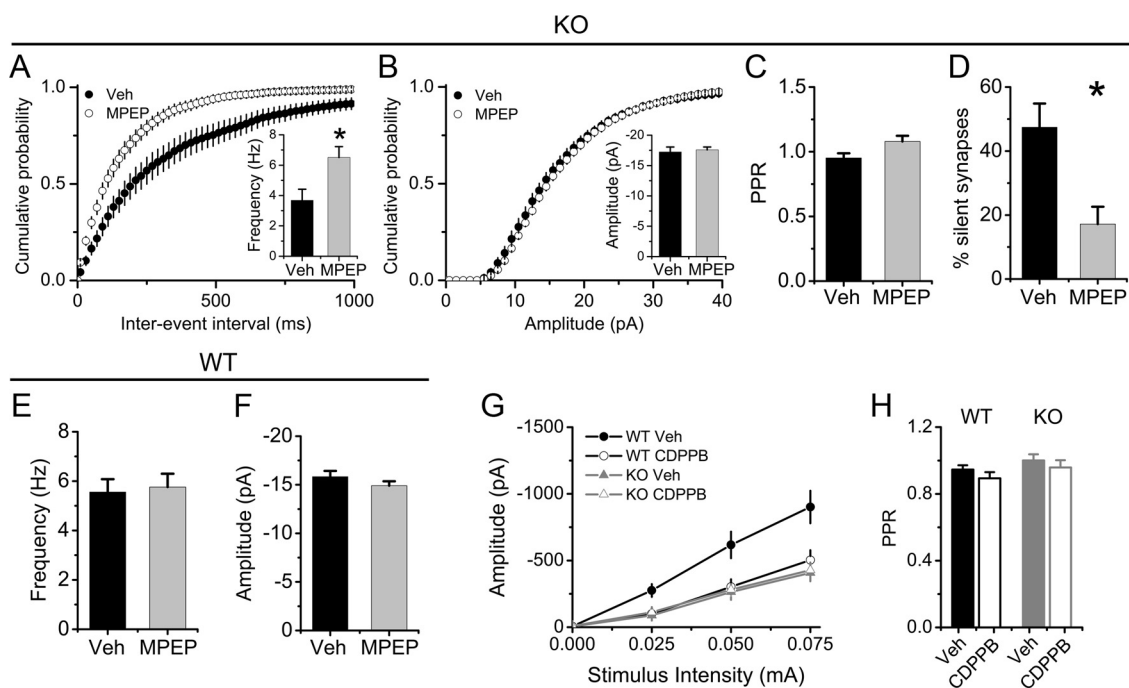 KO
A
Cumulative probability
1.0
0.5
0.0
0
500
1000
Inter-event interval (ms)
Veh
MPEP
Frequency (Hz)
8
6
4
2
0
*
Veh MPEP
B
Cumulative probability
1.0
0.5
0.0
0
10
20
30
40
Amplitude (pA)
Veh
MPEP
Amplitude (pA)
-20
-15
-10
-5
0
Veh MPEP
C
PPR
1.5
1.0
0.5
0.0
Veh MPEP
D
% silent synapses
60
40
20
0
*
Veh MPEP
WT
E
Frequency (Hz)
8
6
4
2
0
Veh MPEP
F
Amplitude (pA)
-20
-15
-10
-5
0
Veh MPEP
G
Amplitude (pA)
-1500
-1000
-500
0
0.000 0.025 0.050 0.075
Stimulus Intensity (mA)
WT Veh
WT CDPPB
KO Veh
KO CDPPB
H
WT KO
PPR
1.2
0.8
0.4
0.0
Veh
CDPPB
Veh
CDPPB